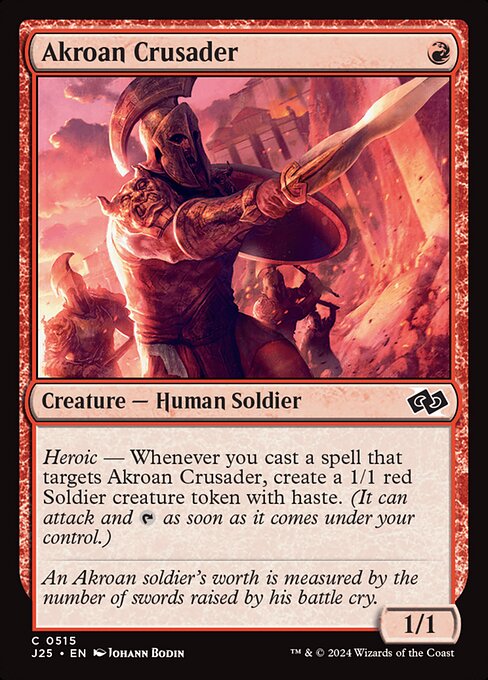 Akroan Crusader
Creature — Human Soldier
Heroic — Whenever you cast a spell that
targets Akroan Crusader, create a 1/1 red
Soldier creature token with haste. (It can
attack and as soon as it comes under your
control.)
An Akroan soldier's worth is measured by the
number of swords raised by his battle cry.
1/1
C 0515
J25 • EN Johann Bodin
™ & © 2024 Wizards of the Coast